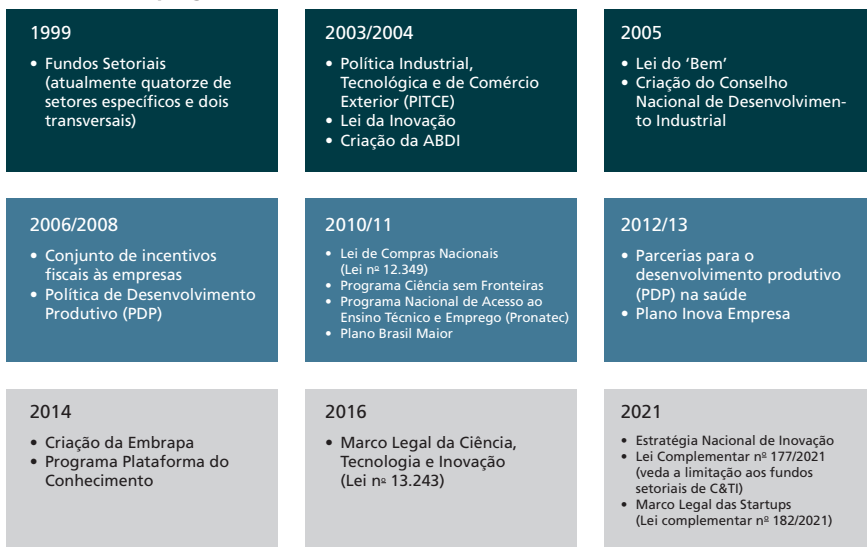 1999
• Fundos Setoriais
(atualmente quatorze de
setores específicos e dois
transversais)
2003/2004
• Política Industrial,
Tecnológica e de Comércio
Exterior (PITCE)
• Lei da Inovação
• Criação da ABDI
2005
• Lei do ‘Bem’
• Criação do Conselho
Nacional de Desenvolvimen-
to Industrial
2006/2008
• Conjunto de incentivos
fiscais às empresas
• Política de Desenvolvimento
Produtivo (PDP)
2010/11
• Lei de Compras Nacionais
(Lei nº 12.349)
• Programa Ciência sem Fronteiras
• Programa Nacional de Acesso ao
Ensino Técnico e Emprego (Pronatec)
• Plano Brasil Maior
2012/13
• Parcerias para o
desenvolvimento produtivo
(PDP) na saúde
• Plano Inova Empresa
2014
• Criação da Embrapa
• Programa Plataforma do
Conhecimento
2016
• Marco Legal da Ciência,
Tecnologia e Inovação
(Lei nº 13.243)
2021
• Estratégia Nacional de Inovação
• Lei Complementar nº 177/2021
(veda a limitação aos fundos
setoriais de C&TI)
• Marco Legal das Startups
(Lei complementar nº 182/2021)